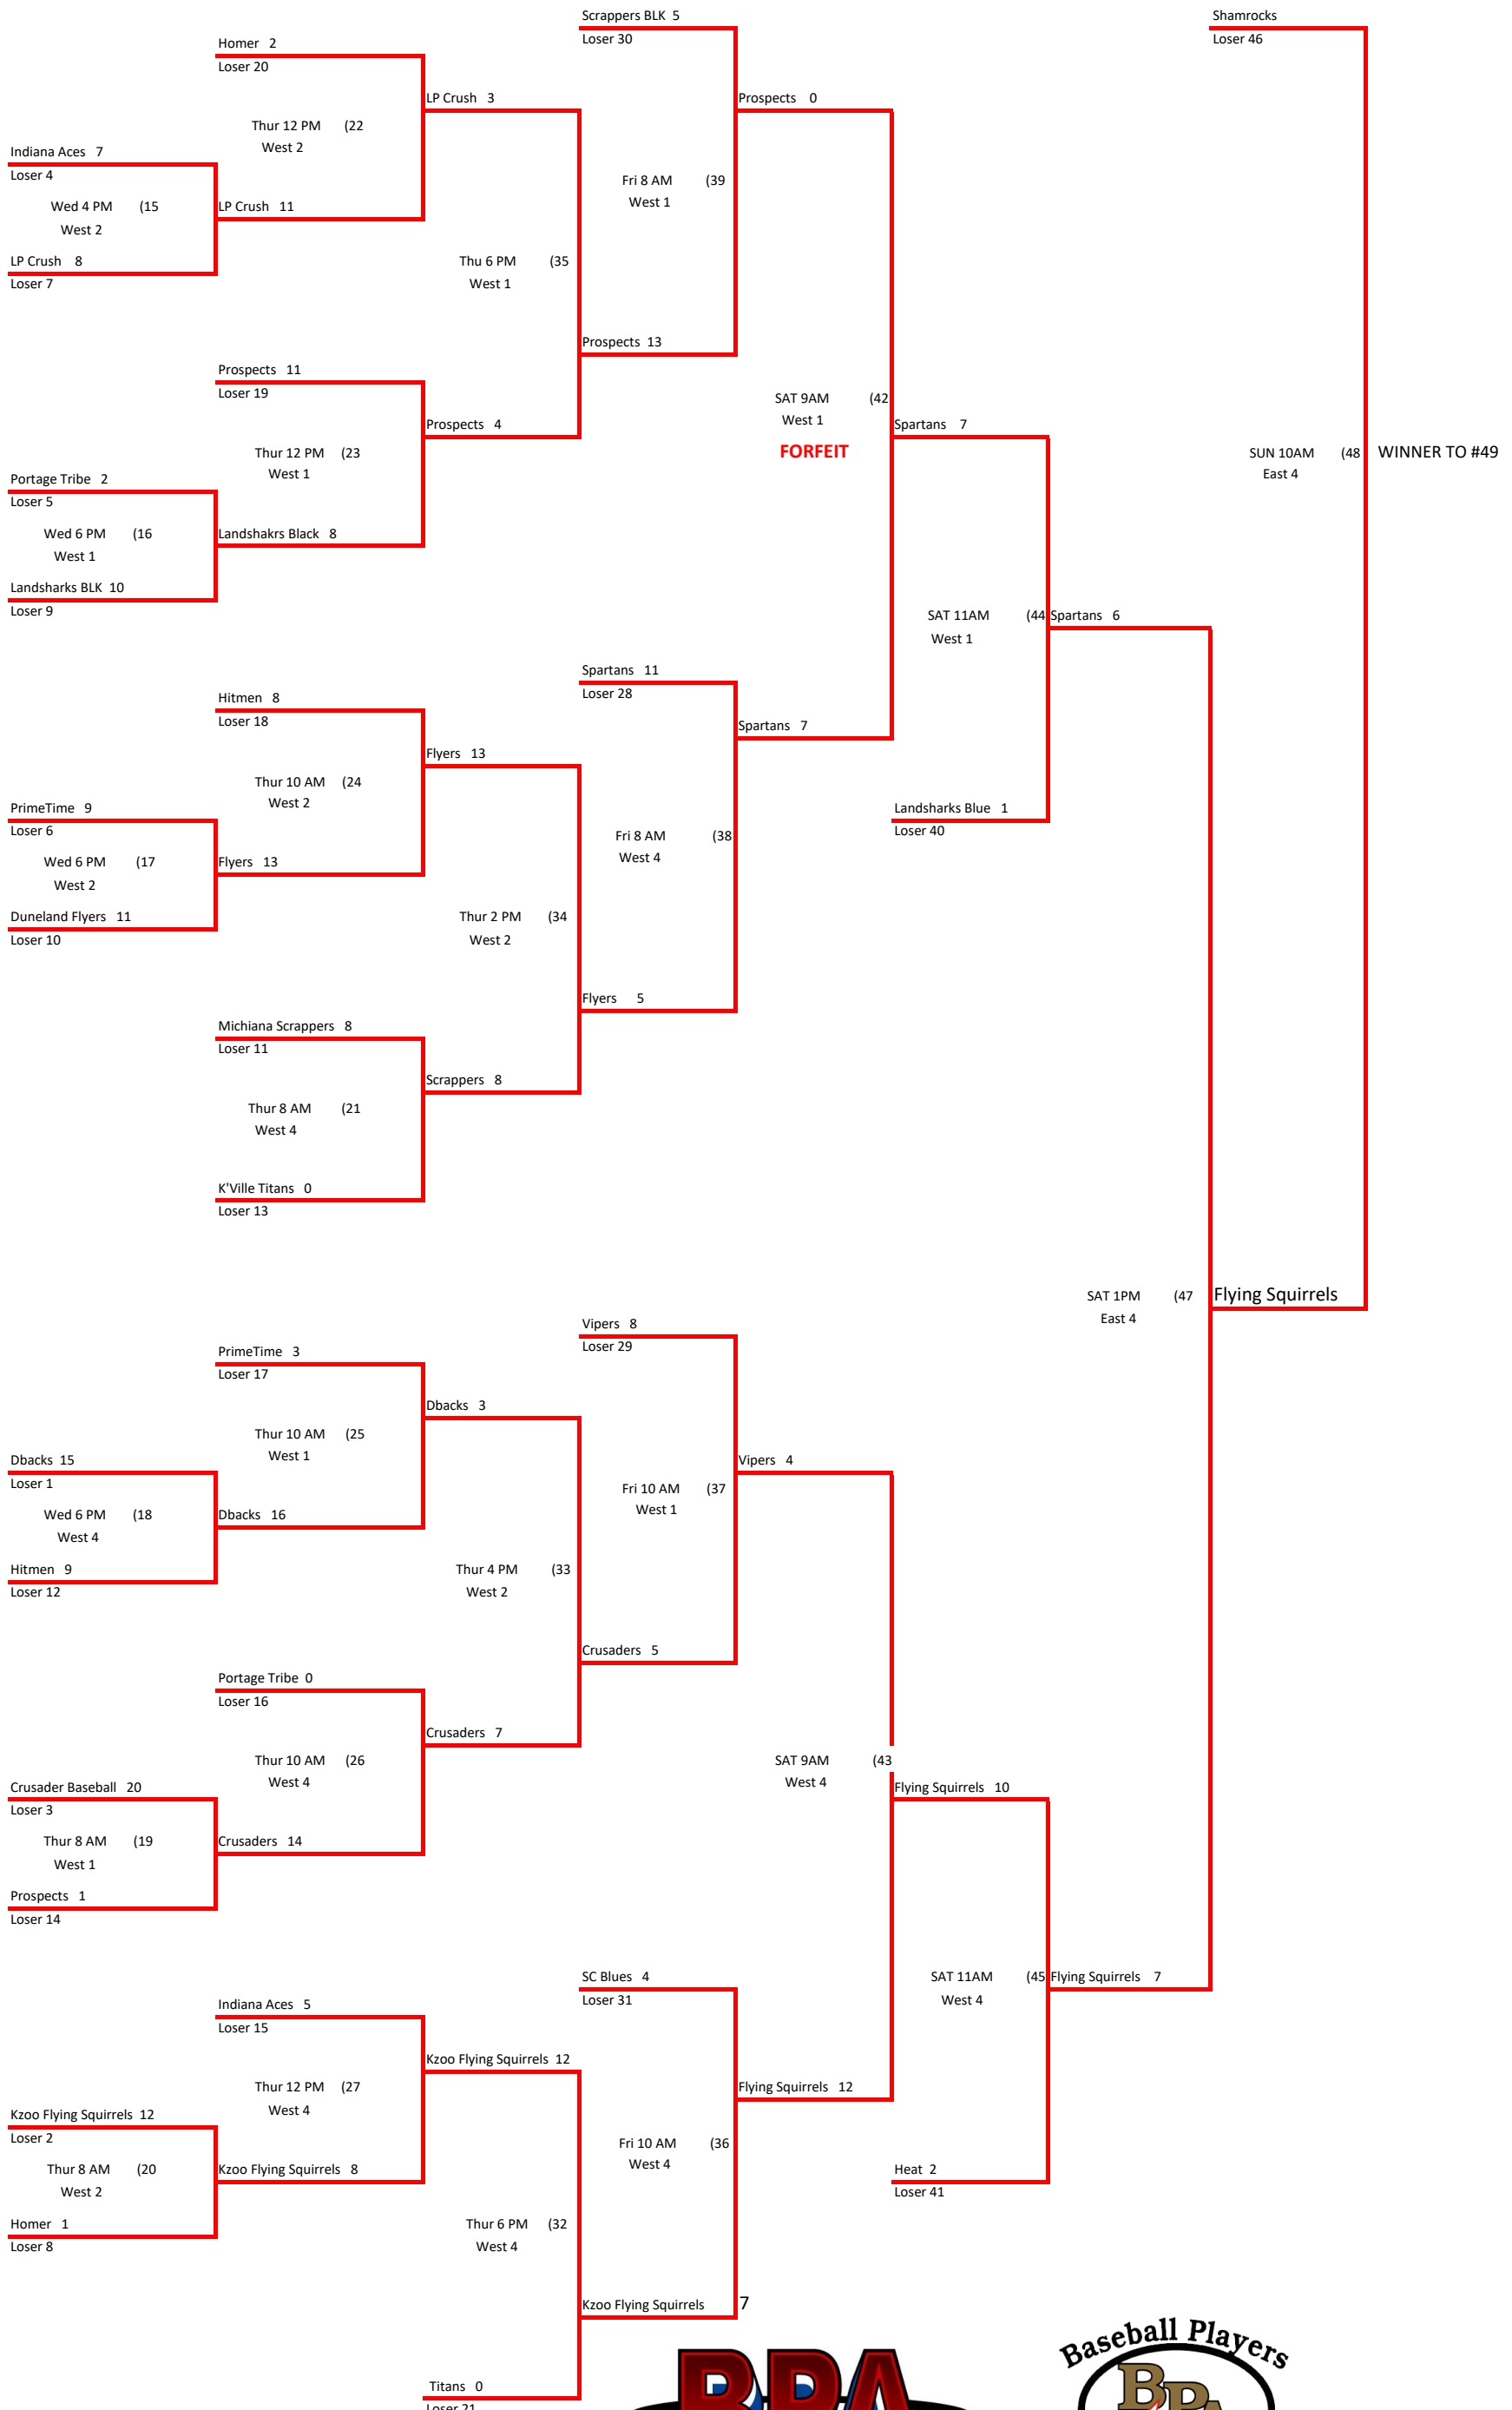 Scrappers BLK 5
Shamrocks
Loser 30
Loser 46
Homer 2
Loser 20
LP Crush 3
Prospects 0
Thur 12 PM (22
West 2
Indiana Aces 7
Loser 4
Fri 8 AM (39
West 1
Wed 4 PM (15
LP Crush 11
West 2
LP Crush 8
Loser 7
Thu 6 PM (35
West 1
Prospects 13
Prospects 11
Loser 19
SAT 9AM (42
West 1
Prospects 4
Spartans 7
FORFEIT
Thur 12 PM (23
West 1
SUN 10AM (48
WINNER TO #49
East 4
Portage Tribe 2
Loser 5
Wed 6 PM (16
Landshakrs Black 8
West 1
Landsharks BLK 10
Loser 9
SAT 11AM (44
Spartans 6
West 1
Spartans 11
Loser 28
Hitmen 8
Loser 18
Spartans 7
Flyers 13
Thur 10 AM (24
West 2
PrimeTime 9
Loser 6
Landsharks Blue 1
Loser 40
Fri 8 AM (38
West 4
Wed 6 PM (17
Flyers 13
West 2
Duneland Flyers 11
Loser 10
Thur 2 PM (34
West 2
Flyers 5
Michiana Scrappers 8
Loser 11
Scrappers 8
Thur 8 AM (21
West 4
K'Ville Titans 0
Loser 13
SAT 1PM (47
Flying Squirrels
East 4
Vipers 8
Loser 29
PrimeTime 3
Loser 17
Dbacks 3
Thur 10 AM (25
West 1
Dbacks 15
Loser 1
Vipers 4
Fri 10 AM (37
West 1
Wed 6 PM (18
Dbacks 16
West 4
Hitmen 9
Loser 12
Thur 4 PM (33
West 2
Crusaders 5
Portage Tribe 0
Loser 16
Crusaders 7
Thur 10 AM (26
West 4
SAT 9AM (43
West 4
Crusader Baseball 20
Loser 3
Flying Squirrels 10
Thur 8 AM (19
Crusaders 14
West 1
Prospects 1
Loser 14
SC Blues 4
Loser 31
SAT 11AM (45
Flying Squirrels 7
West 4
Indiana Aces 5
Loser 15
Kzoo Flying Squirrels 12
Thur 12 PM (27
West 4
Flying Squirrels 12
Kzoo Flying Squirrels 12
Loser 2
Fri 10 AM (36
West 4
Thur 8 AM (20
Kzoo Flying Squirrels 8
West 2
Heat 2
Loser 41
Homer 1
Loser 8
Thur 6 PM (32
West 4
Kzoo Flying Squirrels 7
Titans 0
Loser 21
BPA
Baseball Players
BPA